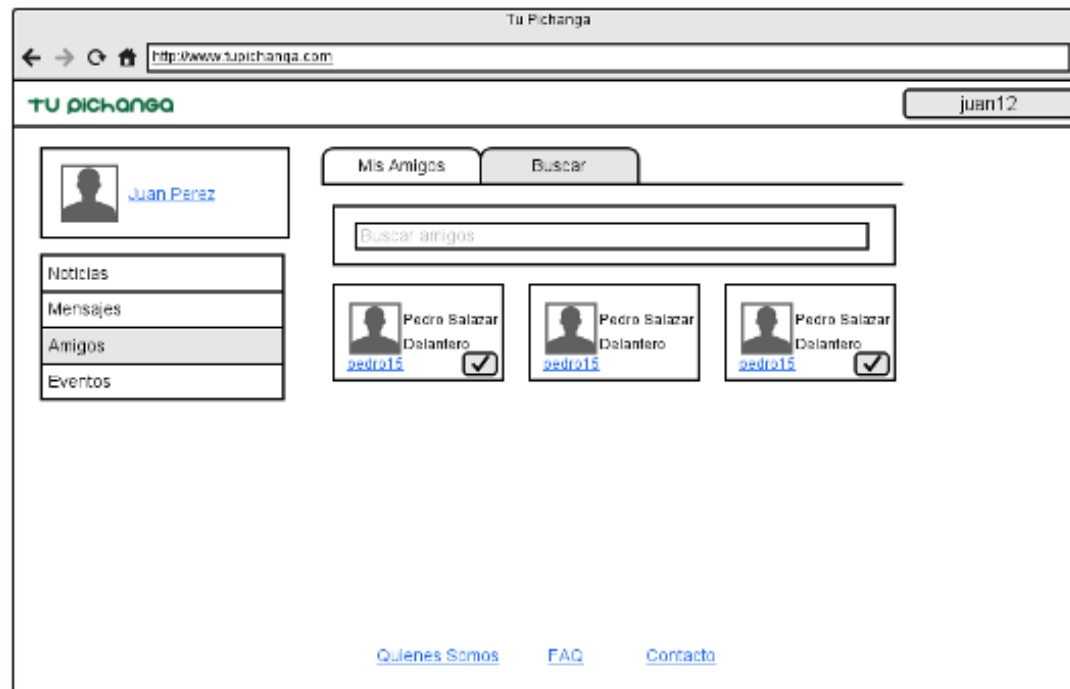 Tu Pichanga
http://www.tupichanga.com
TU PICHANGA
juan12
Juan Perez
Noticias
Mensajes
Amigos
Eventos
Mis Amigos
Buscar
Buscar amigos
Pedro Salazar
Delantero
pedro15
Pedro Salazar
Delantero
pedro15
Pedro Salazar
Delantero
pedro15
Quienes Somos
FAQ
Contacto